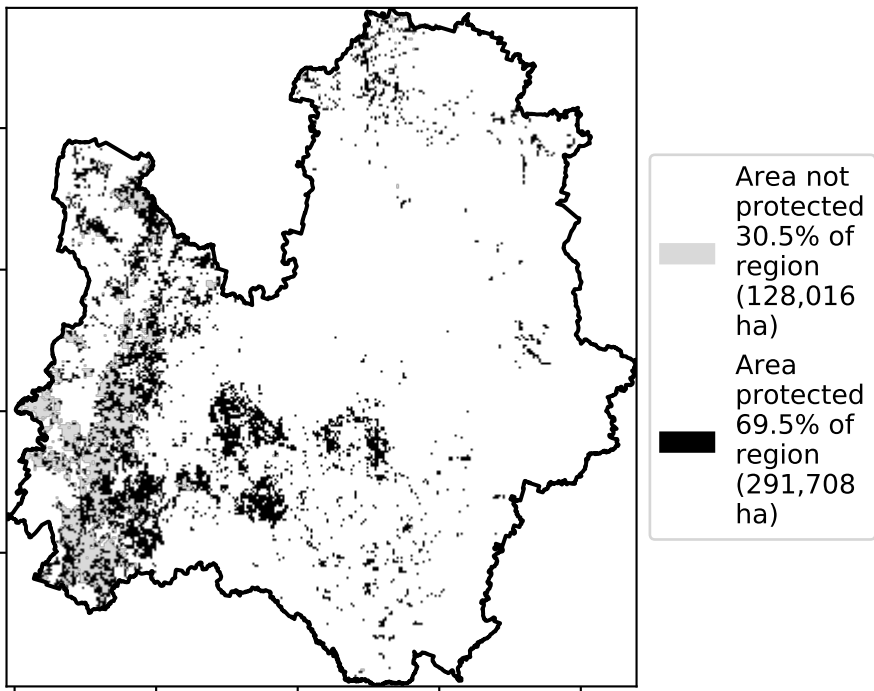 Area not
protected
30.5% of
region
(128,016
ha)
Area
protected
69.5% of
region
(291,708
ha)